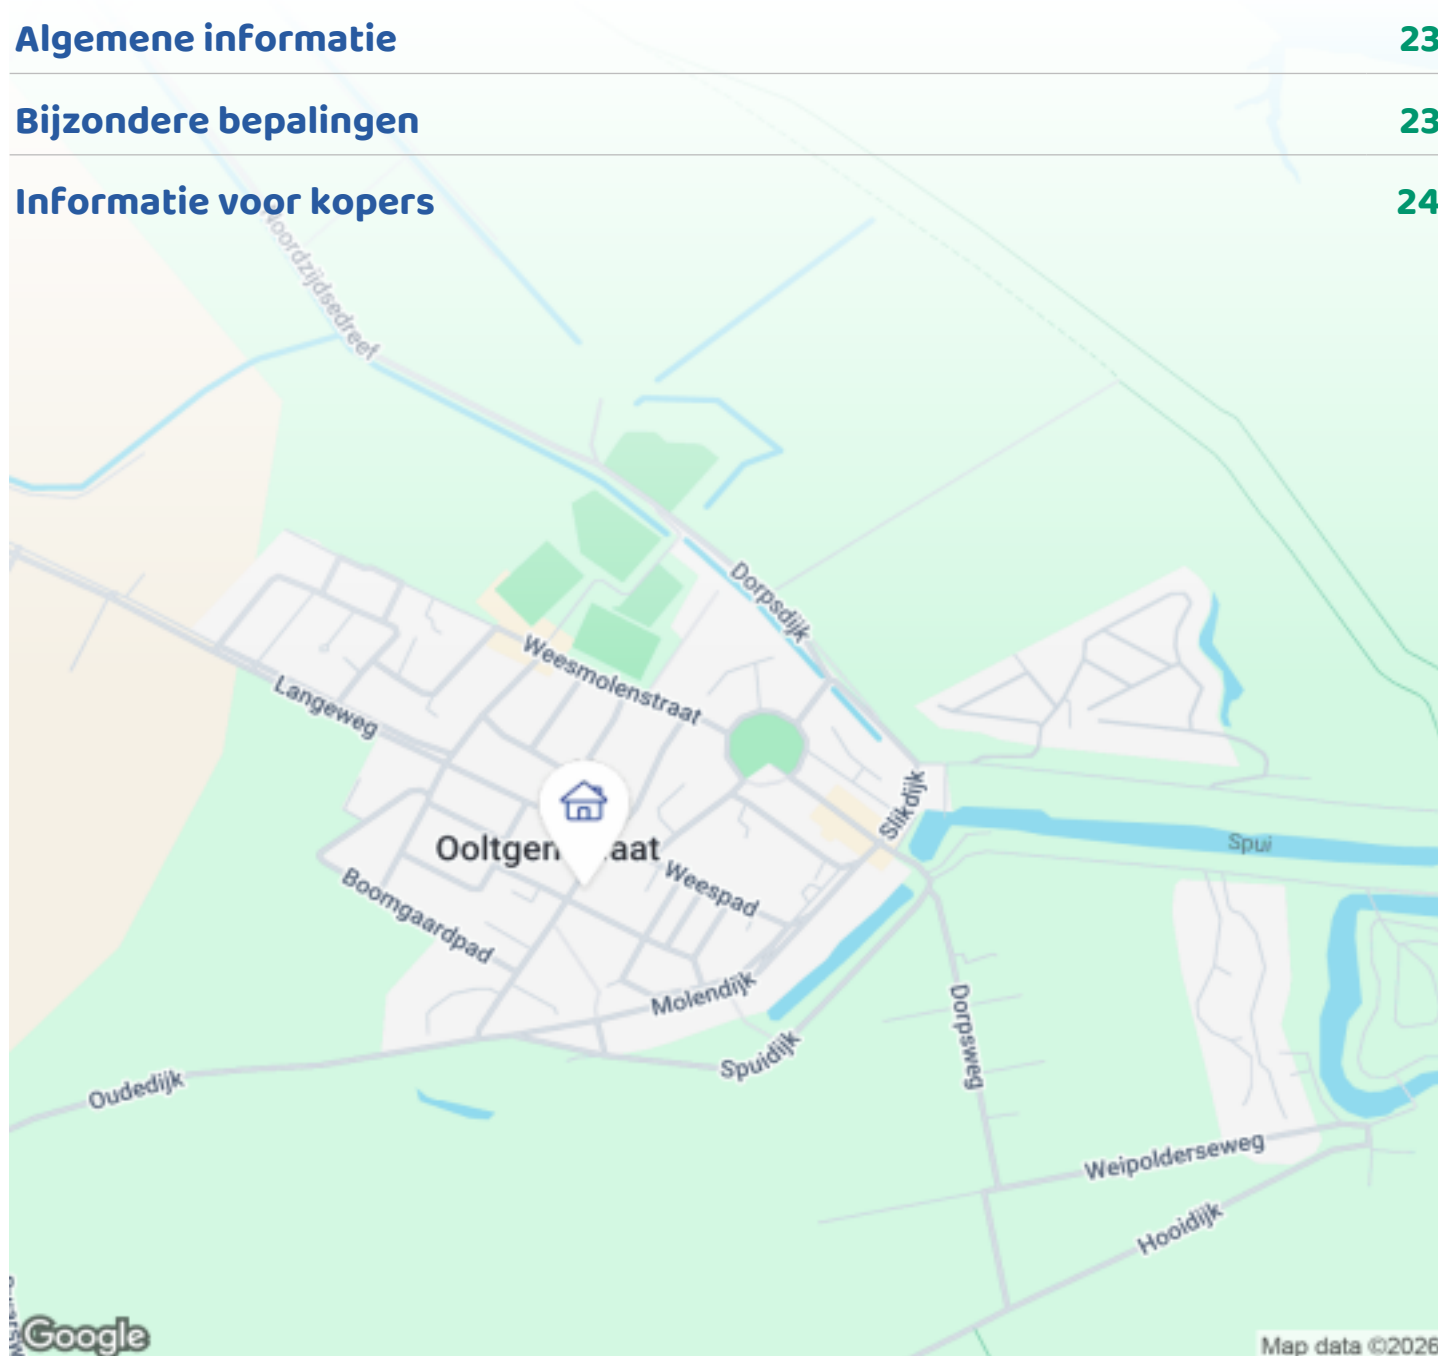 Algemene informatie 23
Bijzondere bepalingen 23
Informatie voor kopers 24
Noordzijdsedreef
Dorpsdijk
Weesmolenstraat
Langeweg
Slikdijk
Spui
Weespad
Boomgaardpad
Molendijk
Dorpsweg
Spuidijk
Oudedijk
Weipolderseweg
Hooidijk
Google
Map data ©2026